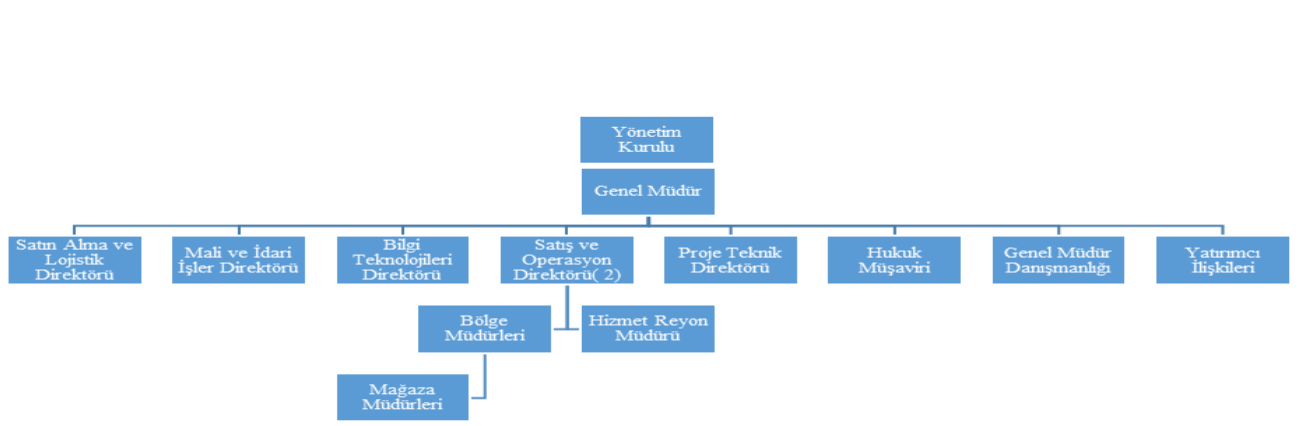 Yönetim
Kurulu
Genel Müdür
Satın Alma ve
Lojistik
Direktörü
Mali ve İdari
İşler Direktörü
Bilgi
Teknolojileri
Direktörü
Satış ve
Operasyon
Direktörü( 2)
Proje Teknik
Direktörü
Hukuk
Müşaviri
Genel Müdür
Danışmanlığı
Yatırımcı
İlişkileri
Bölge
Müdürleri
Hizmet Reyon
Müdürü
Mağaza
Müdürleri